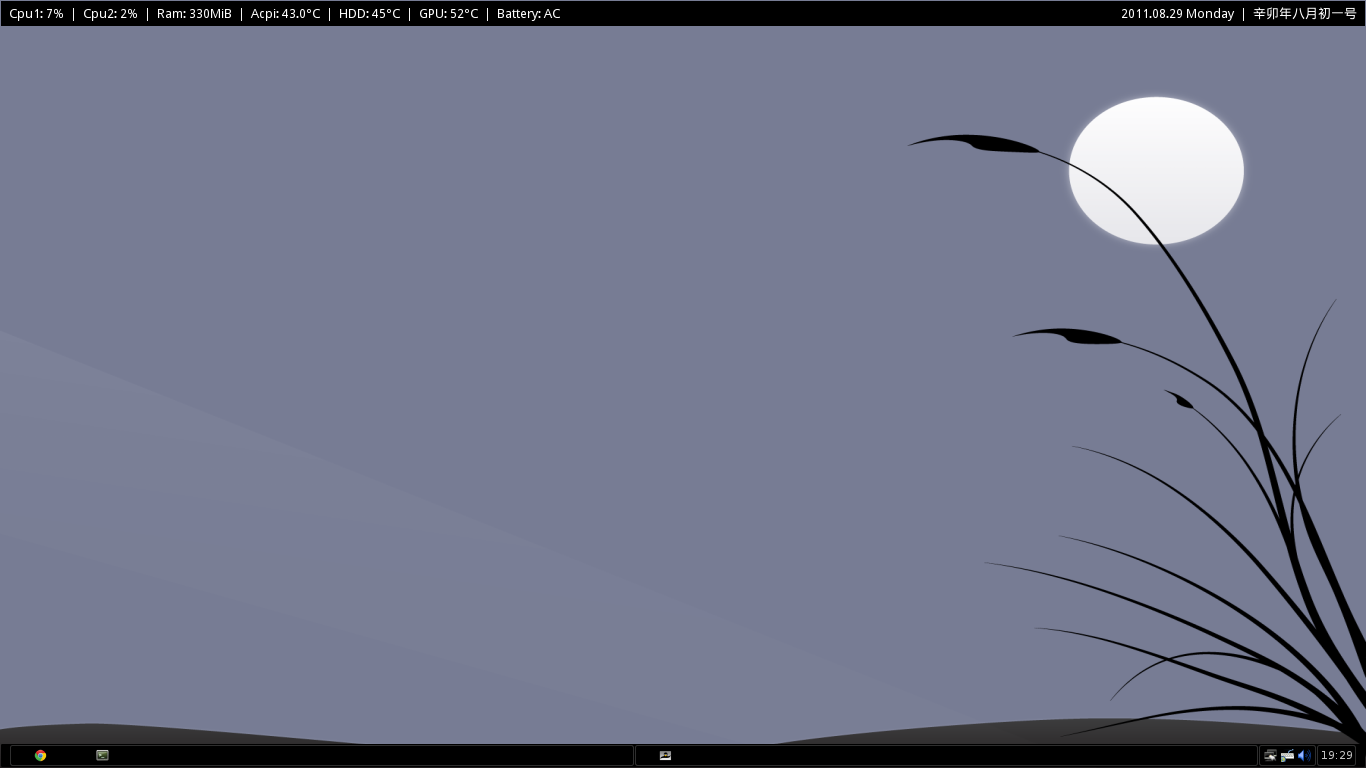 Cpu1: 7% | Cpu2: 2% | Ram: 330MiB | Acpi: 43.0°C | HDD: 45°C | GPU: 52°C | Battery: AC
2011.08.29 Monday | 辛卯年八月初一号
19:29